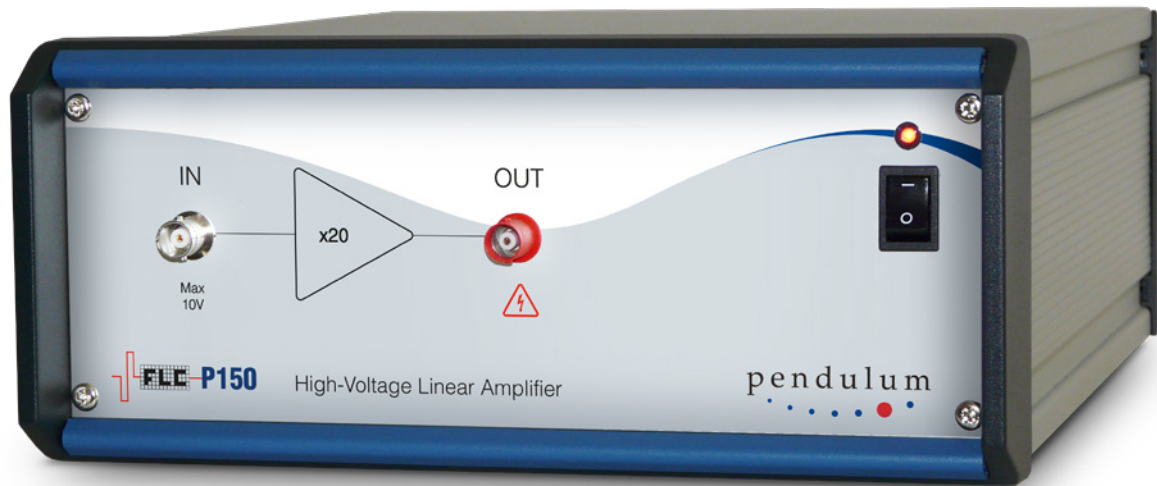 IN
OUT
x20
Max
10V
FLC P150
High-Voltage Linear Amplifier
pendulum